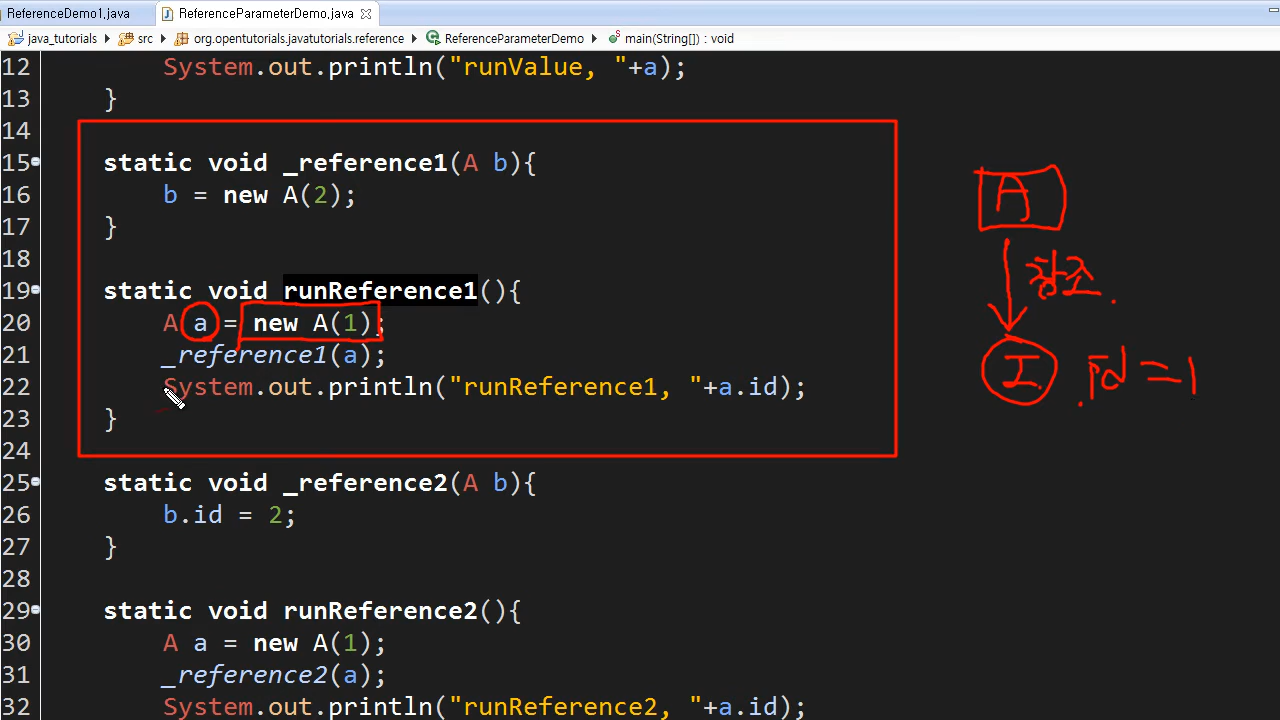 ReferenceDemo1.java ReferenceParameterDemo.java
java_tutorials src org.opentutorials.javatutorials.reference ReferenceParameterDemo main(String[]) : void
12 System.out.println("runValue, "+a);
13 }
14
15 static void _reference1(A b){
16 b = new A(2);
17 }
18
19 static void runReference1(){
20 A a = new A(1);
21 _reference1(a);
22 System.out.println("runReference1, "+a.id);
23 }
24
25 static void _reference2(A b){
26 b.id = 2;
27 }
28
29 static void runReference2(){
30 A a = new A(1);
31 _reference2(a);
32 System.out.println("runReference2, "+a.id);
A
참조
I id = 1